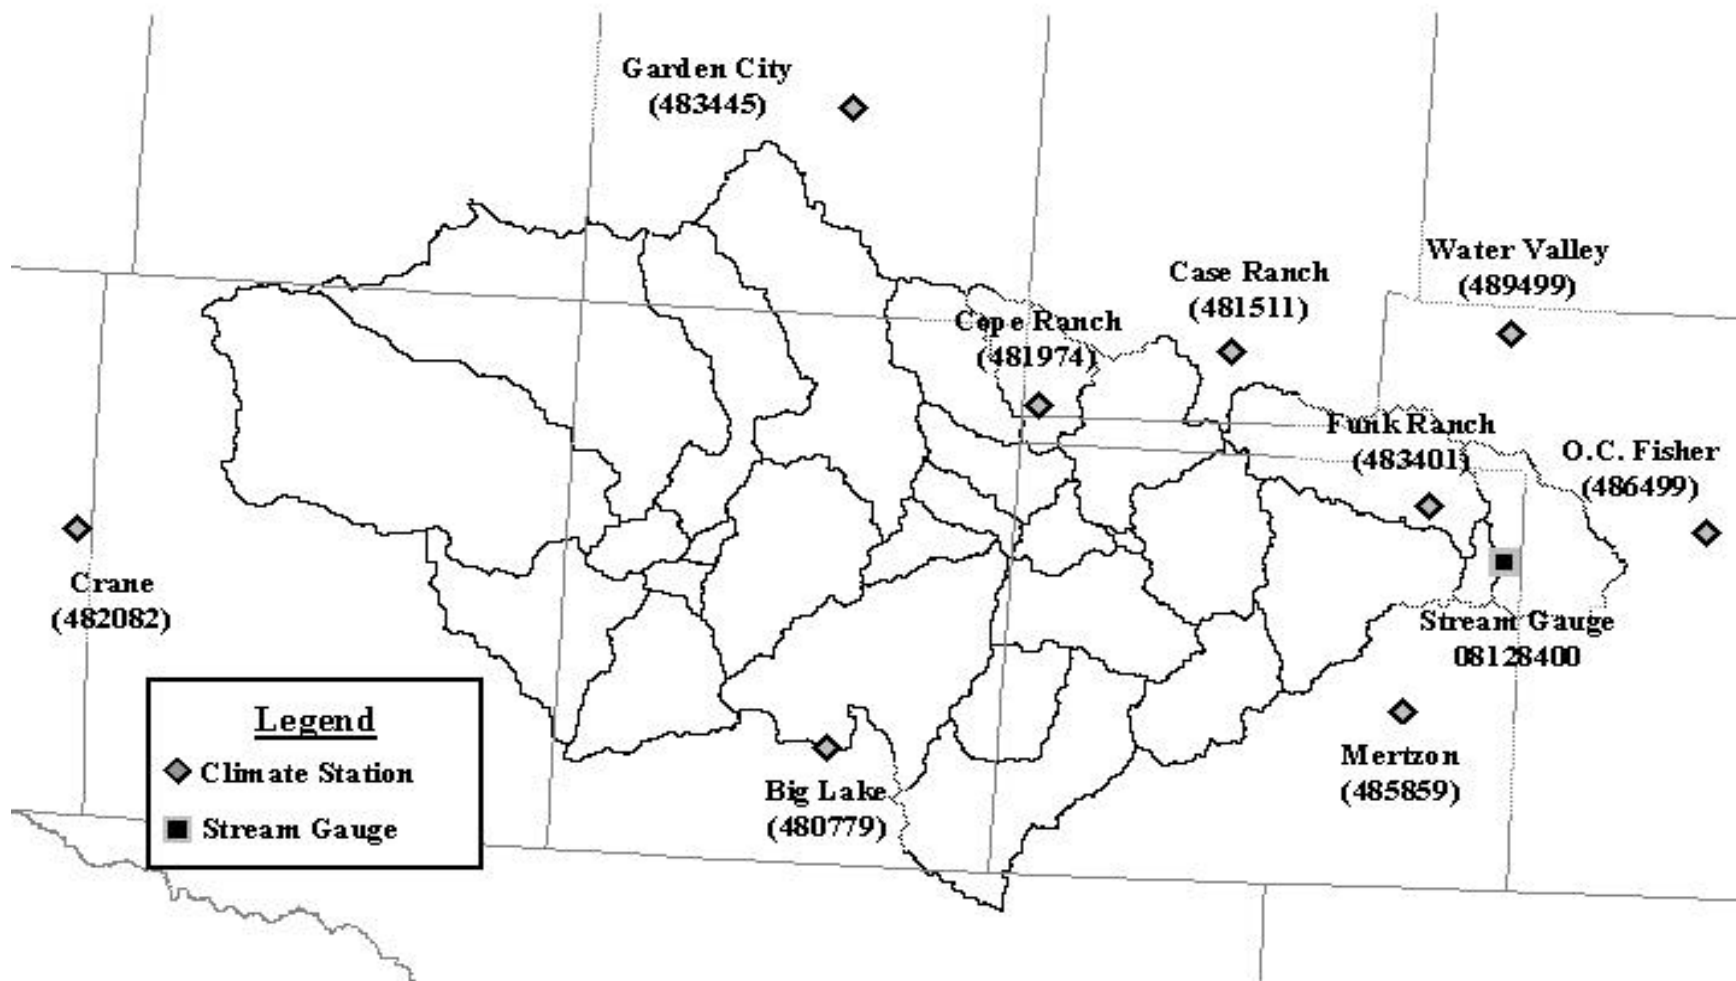 Garden City
(483445)
Water Valley
(489499)
Case Ranch
(481511)
Cope Ranch
(481974)
Funk Ranch
(483401)
O.C. Fisher
(486499)
Crane
(482082)
Stream Gauge
08128400
Legend
Climate Station
Stream Gauge
Big Lake
(480779)
Mertzon
(485859)